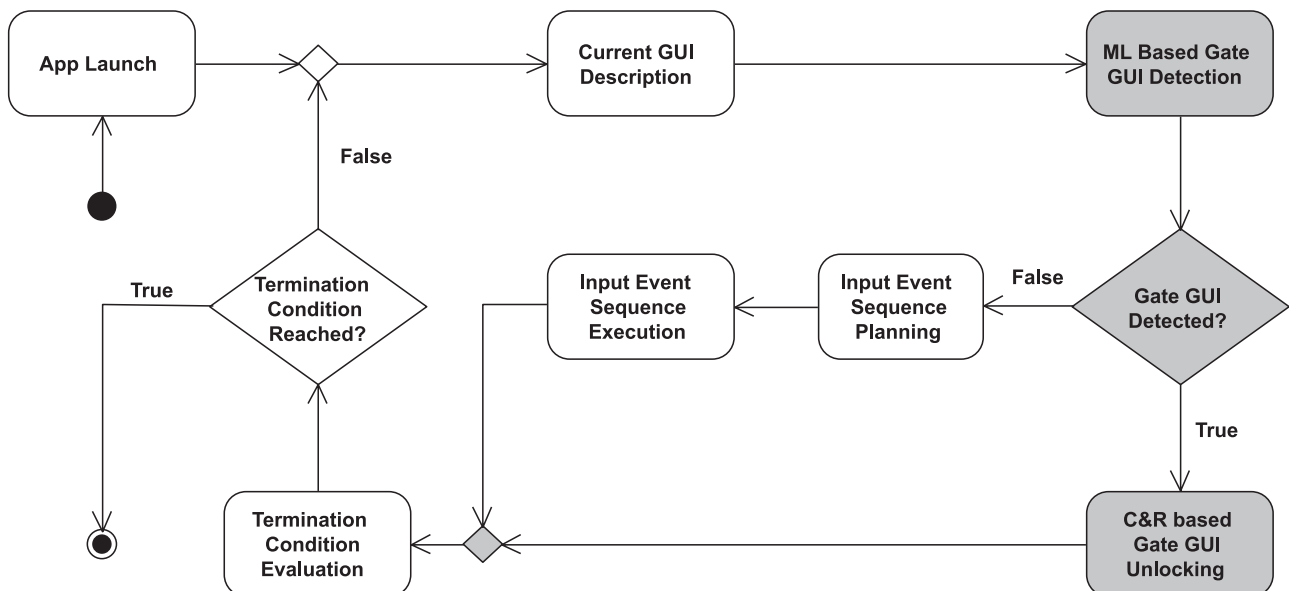 App Launch
Current GUI
Description
ML Based Gate
GUI Detection
False
True
Termination
Condition
Reached?
Input Event
Sequence
Execution
Input Event
Sequence
Planning
False
Gate GUI
Detected?
True
Termination
Condition
Evaluation
C&R based
Gate GUI
Unlocking